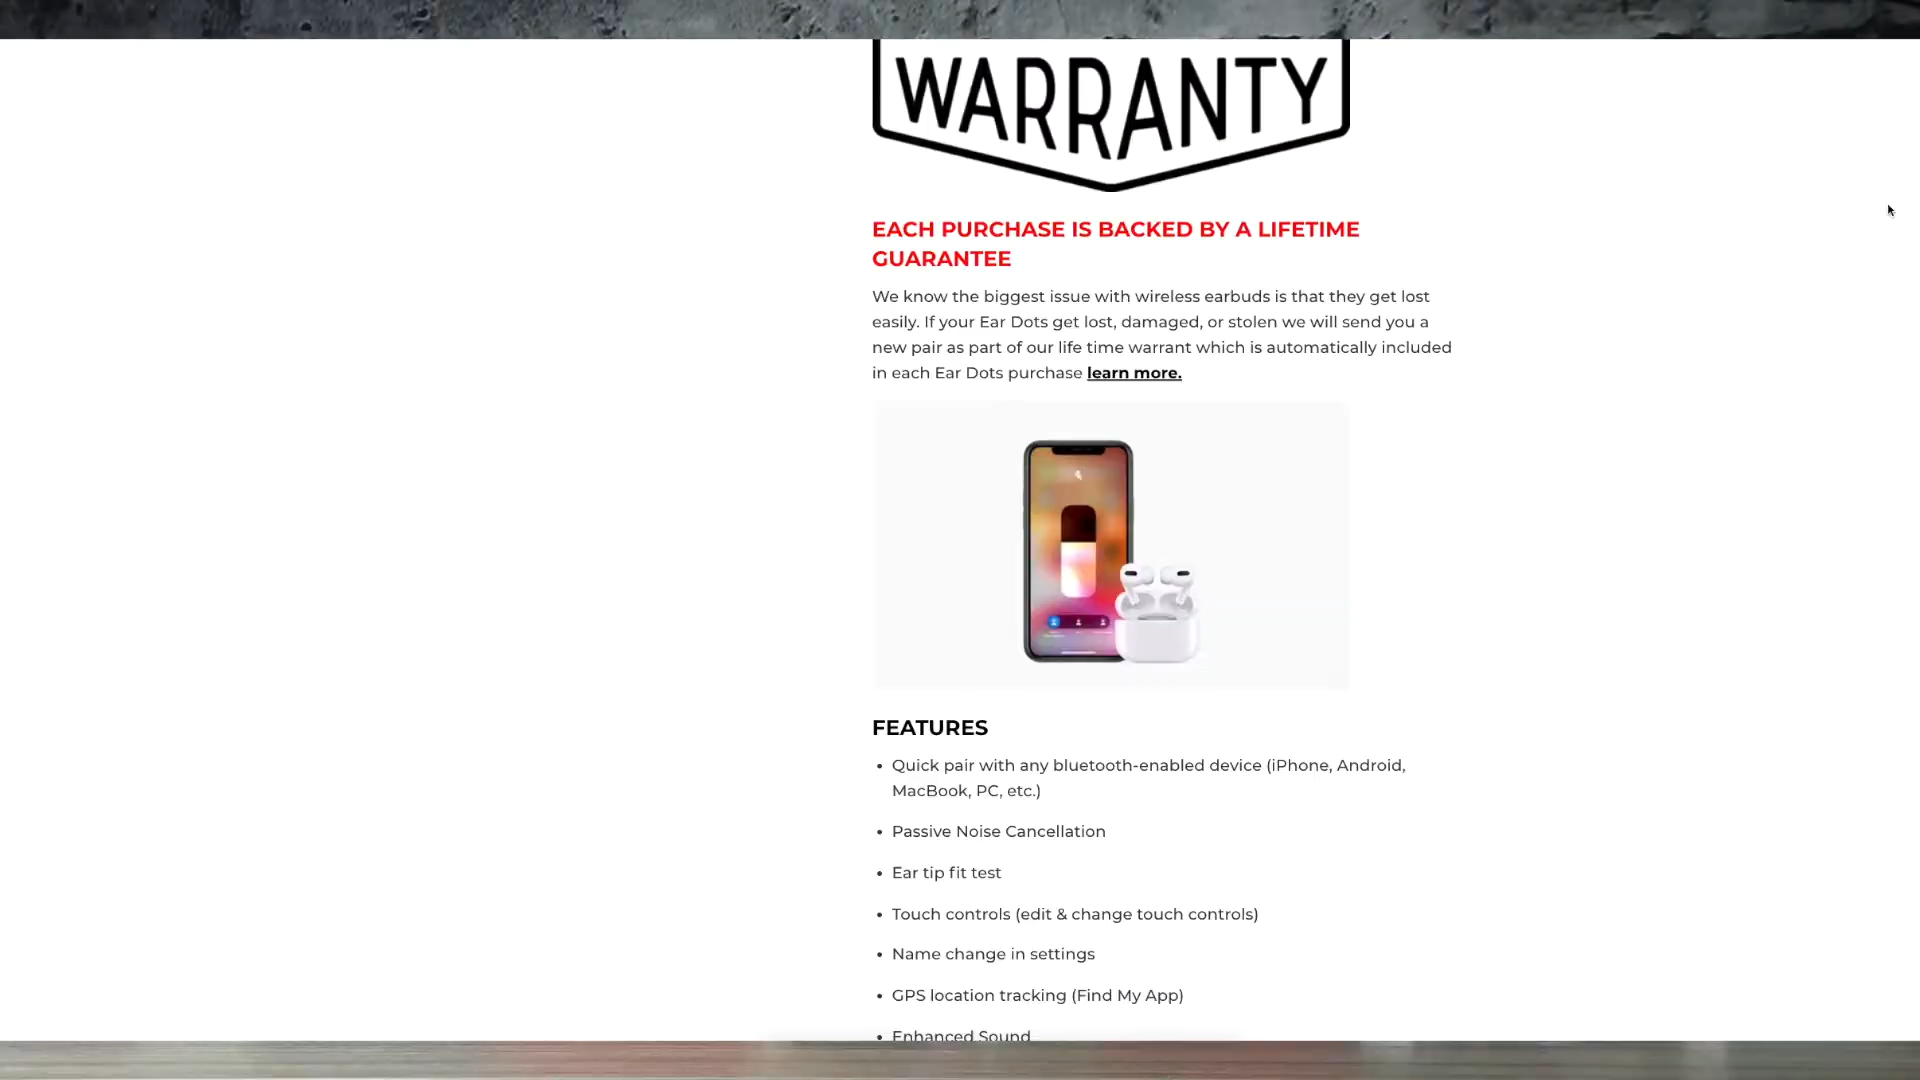 WARRANTY
EACH PURCHASE IS BACKED BY A LIFETIME
GUARANTEE
We know the biggest issue with wireless earbuds is that they get lost
easily. If your Ear Dots get lost, damaged, or stolen we will send you a
new pair as part of our life time warrant which is automatically included
in each Ear Dots purchase learn more.
FEATURES
• Quick pair with any bluetooth-enabled device (iPhone, Android,
MacBook, PC, etc.)
• Passive Noise Cancellation
• Ear tip fit test
• Touch controls (edit & change touch controls)
• Name change in settings
• GPS location tracking (Find My App)
• Enhanced Sound